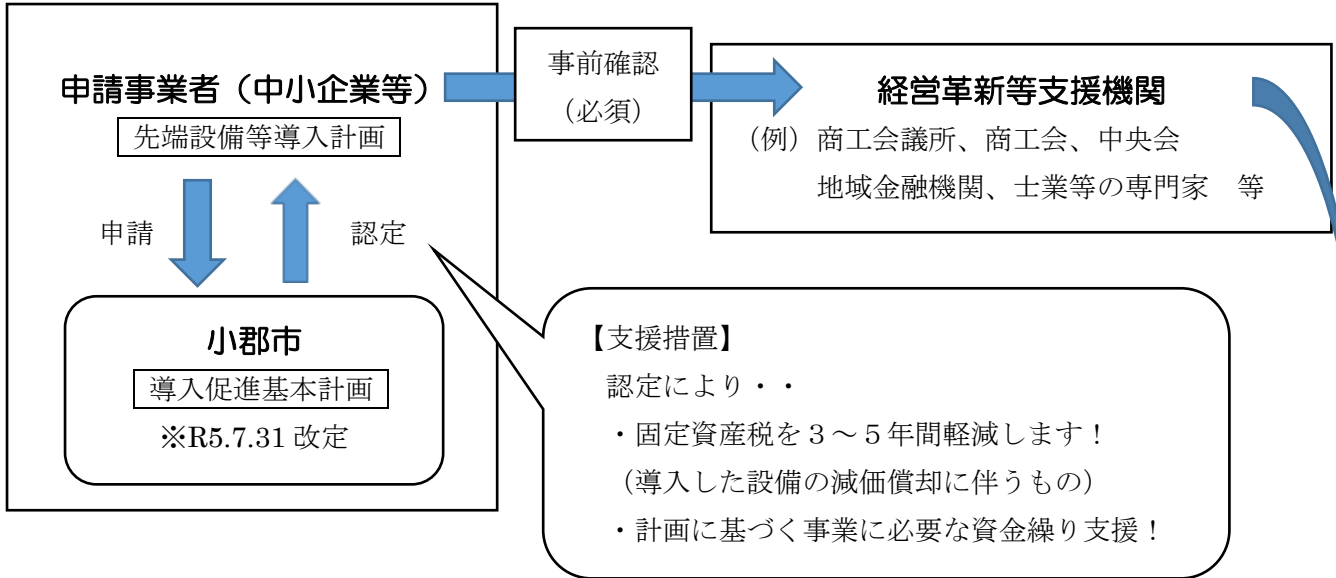 申請事業者（中小企業等）
先端設備等導入計画
申請
認定
小郡市
導入促進基本計画
※R5.7.31 改定
事前確認
（必須）
経営革新等支援機関
（例）商工会議所、商工会、中央会
地域金融機関、士業等の専門家　等
【支援措置】
認定により・・
・固定資産税を３～５年間軽減します！
（導入した設備の減価償却に伴うもの）
・計画に基づく事業に必要な資金繰り支援！